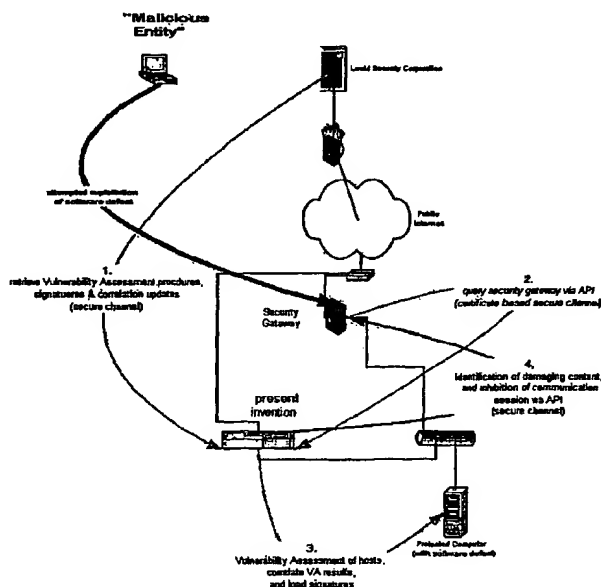 "Malicious
Entity"
Lucid Security Corporation
attempted exploitation
of software defect
Public
Internet
1.
retrieve Vulnerability Assessment procdures,
signatueres & correlation updates
(secure channel)
2.
query security gateway via API
(certificate based secure channel)
Security
Gateway
4.
Identification of damaging content,
and inhibition of communication
session via API
(secure channel)
present
invention
3.
Vulnerability Assessment of hosts,
correlate VA results,
and load signatures
Protected Computer
(with software defect)